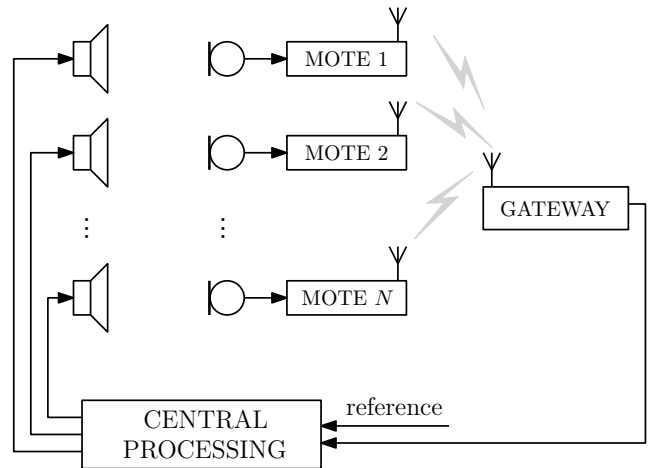 MOTE 1
MOTE 2
GATEWAY
MOTE N
reference
CENTRAL
PROCESSING